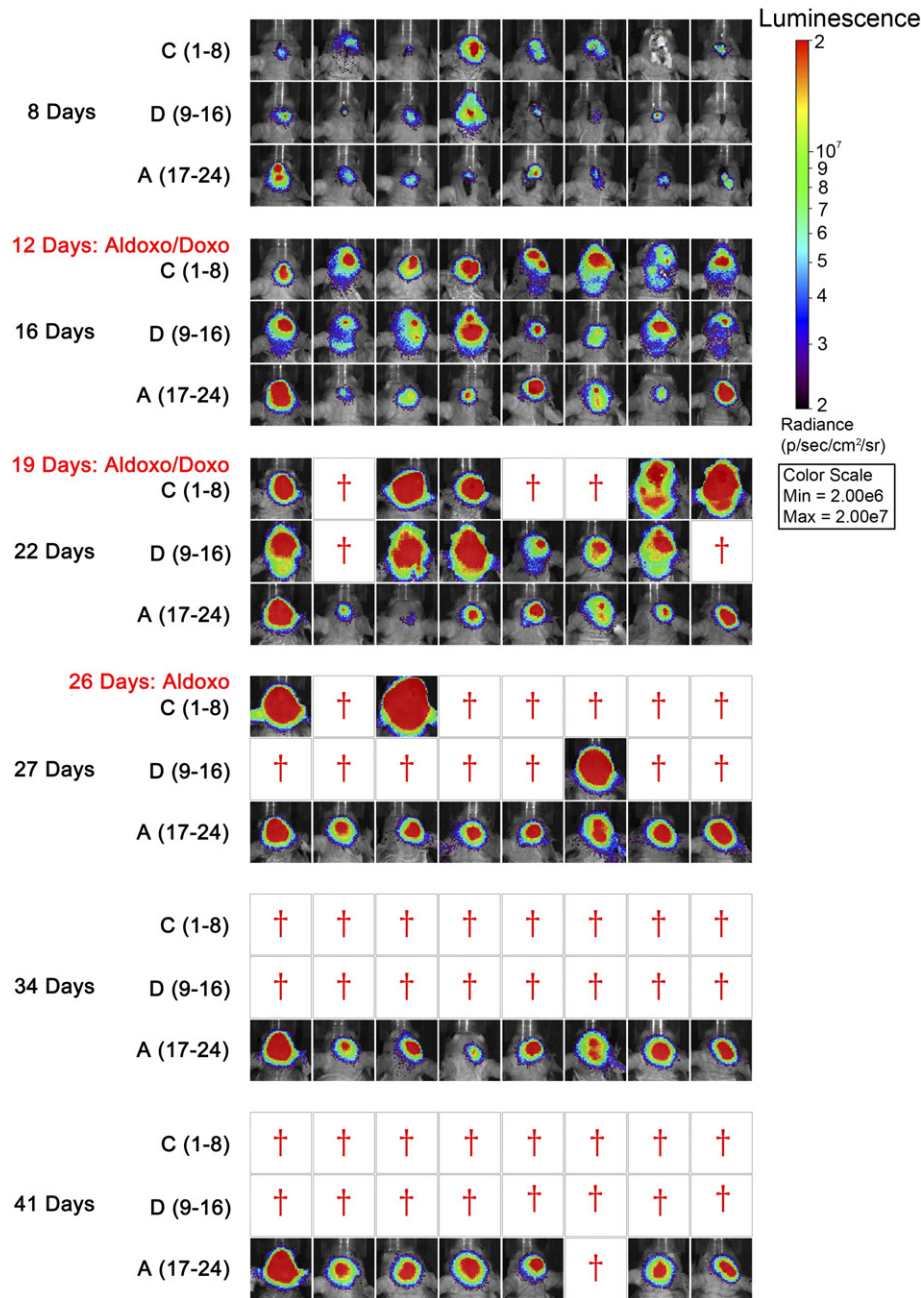 Luminescence
C (1-8)
8 Days
D (9-16)
A (17-24)
12 Days: Aldoxo/Doxo
C (1-8)
16 Days
D (9-16)
A (17-24)
19 Days: Aldoxo/Doxo
C (1-8)
22 Days
D (9-16)
A (17-24)
26 Days: Aldoxo
C (1-8)
27 Days
D (9-16)
A (17-24)
C (1-8)
34 Days
D (9-16)
A (17-24)
C (1-8)
41 Days
D (9-16)
A (17-24)
2
10⁷
9
8
7
6
5
4
3
2
Radiance
(p/sec/cm²/sr)
Color Scale
Min = 2.00e6
Max = 2.00e7